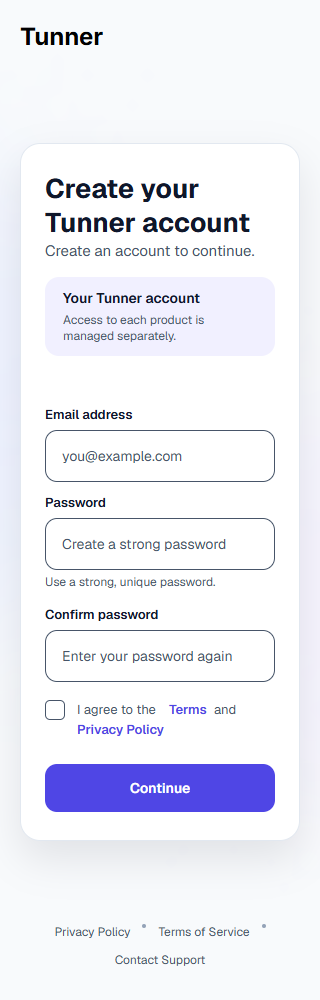 Tunner
Create your
Tunner account
Create an account to continue.
Your Tunner account
Access to each product is
managed separately.
Email address
you@example.com
Password
Create a strong password
Use a strong, unique password.
Confirm password
Enter your password again
I agree to the Terms and
Privacy Policy
Continue
Privacy Policy • Terms of Service •
Contact Support